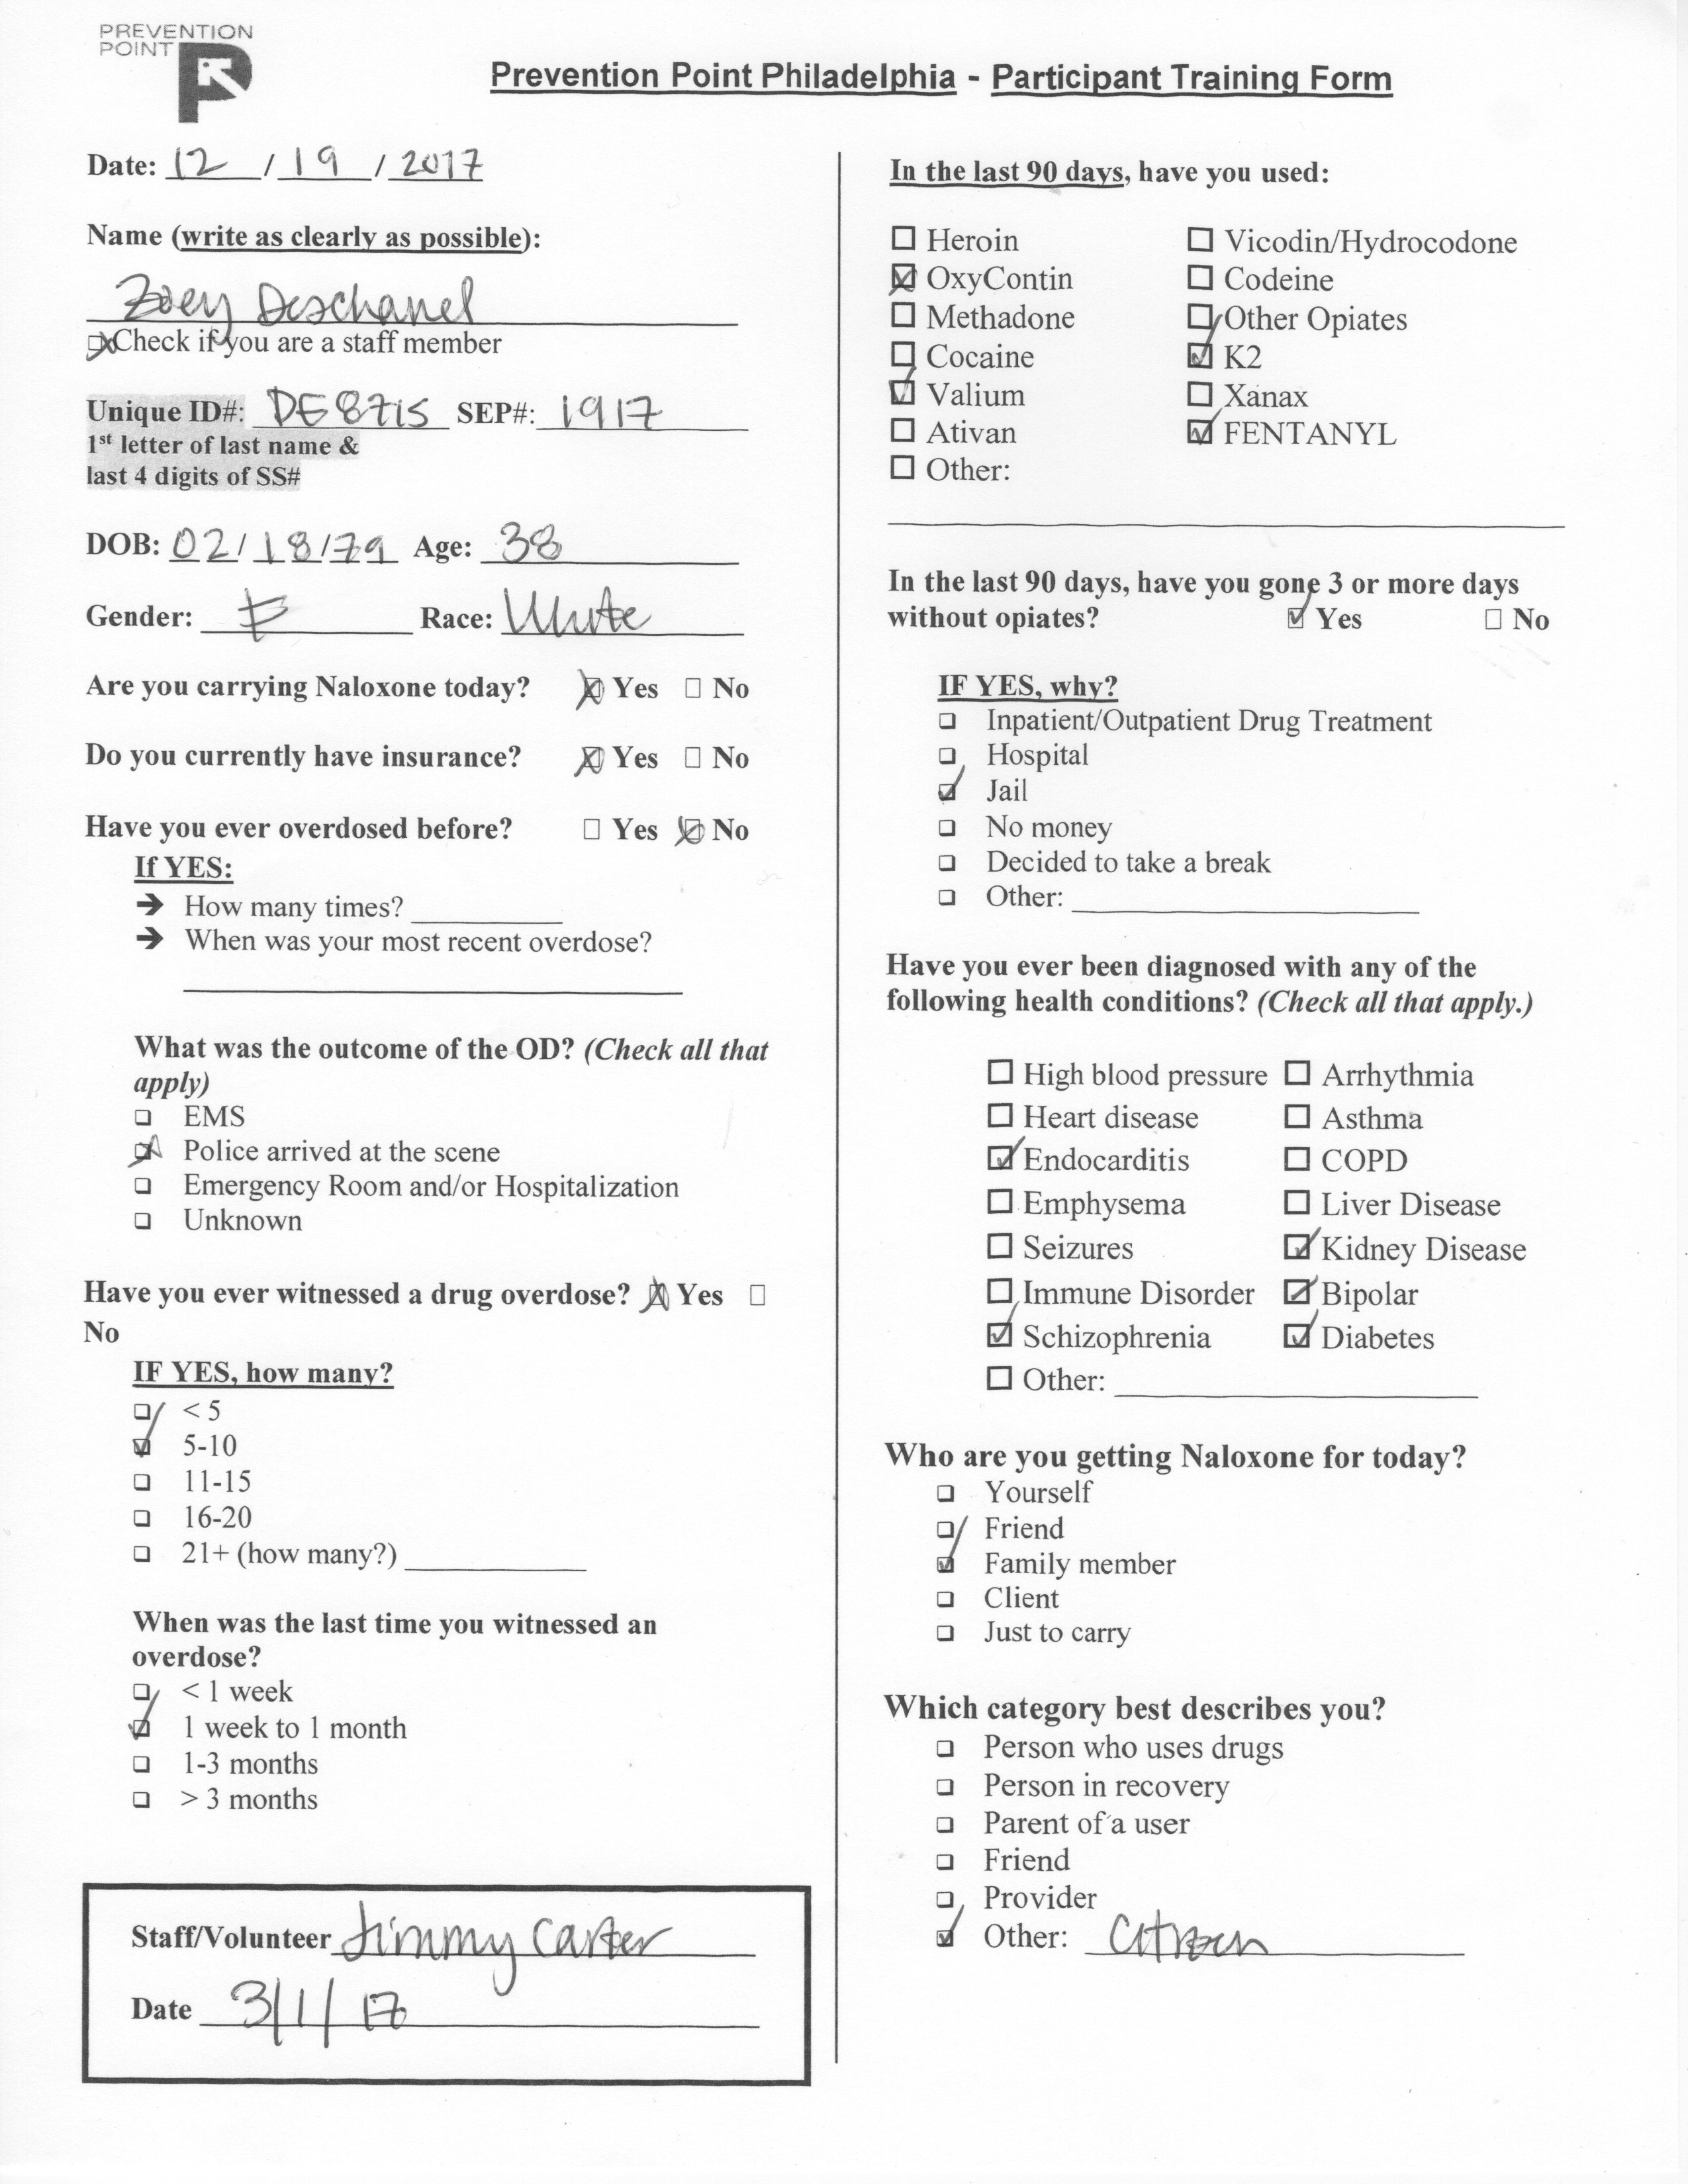 PREVENTION
POINT
Prevention Point Philadelphia - Participant Training Form
Date: 12 / 19 / 2017
Name (write as clearly as possible):
Zoey Deschanel
Check if you are a staff member
Unique ID#: DE8715 SEP#: 1917
1st letter of last name &
last 4 digits of SS#
DOB: 02/18/79 Age: 38
Gender: F Race: White
Are you carrying Naloxone today? Yes No
Do you currently have insurance? Yes No
Have you ever overdosed before? Yes No
If YES:
How many times?
When was your most recent overdose?
What was the outcome of the OD? (Check all that
apply)
EMS
Police arrived at the scene
Emergency Room and/or Hospitalization
Unknown
Have you ever witnessed a drug overdose? Yes
No
IF YES, how many?
< 5
5-10
11-15
16-20
21+ (how many?)
When was the last time you witnessed an
overdose?
< 1 week
1 week to 1 month
1-3 months
> 3 months
Staff/Volunteer Jimmy Carter
Date 3/1/17
In the last 90 days, have you used:
Heroin Vicodin/Hydrocodone
OxyContin Codeine
Methadone Other Opiates
Cocaine K2
Valium Xanax
Ativan FENTANYL
Other:
In the last 90 days, have you gone 3 or more days
without opiates? Yes No
IF YES, why?
Inpatient/Outpatient Drug Treatment
Hospital
Jail
No money
Decided to take a break
Other:
Have you ever been diagnosed with any of the
following health conditions? (Check all that apply.)
High blood pressure Arrhythmia
Heart disease Asthma
Endocarditis COPD
Emphysema Liver Disease
Seizures Kidney Disease
Immune Disorder Bipolar
Schizophrenia Diabetes
Other:
Who are you getting Naloxone for today?
Yourself
Friend
Family member
Client
Just to carry
Which category best describes you?
Person who uses drugs
Person in recovery
Parent of a user
Friend
Provider
Other: Citizen